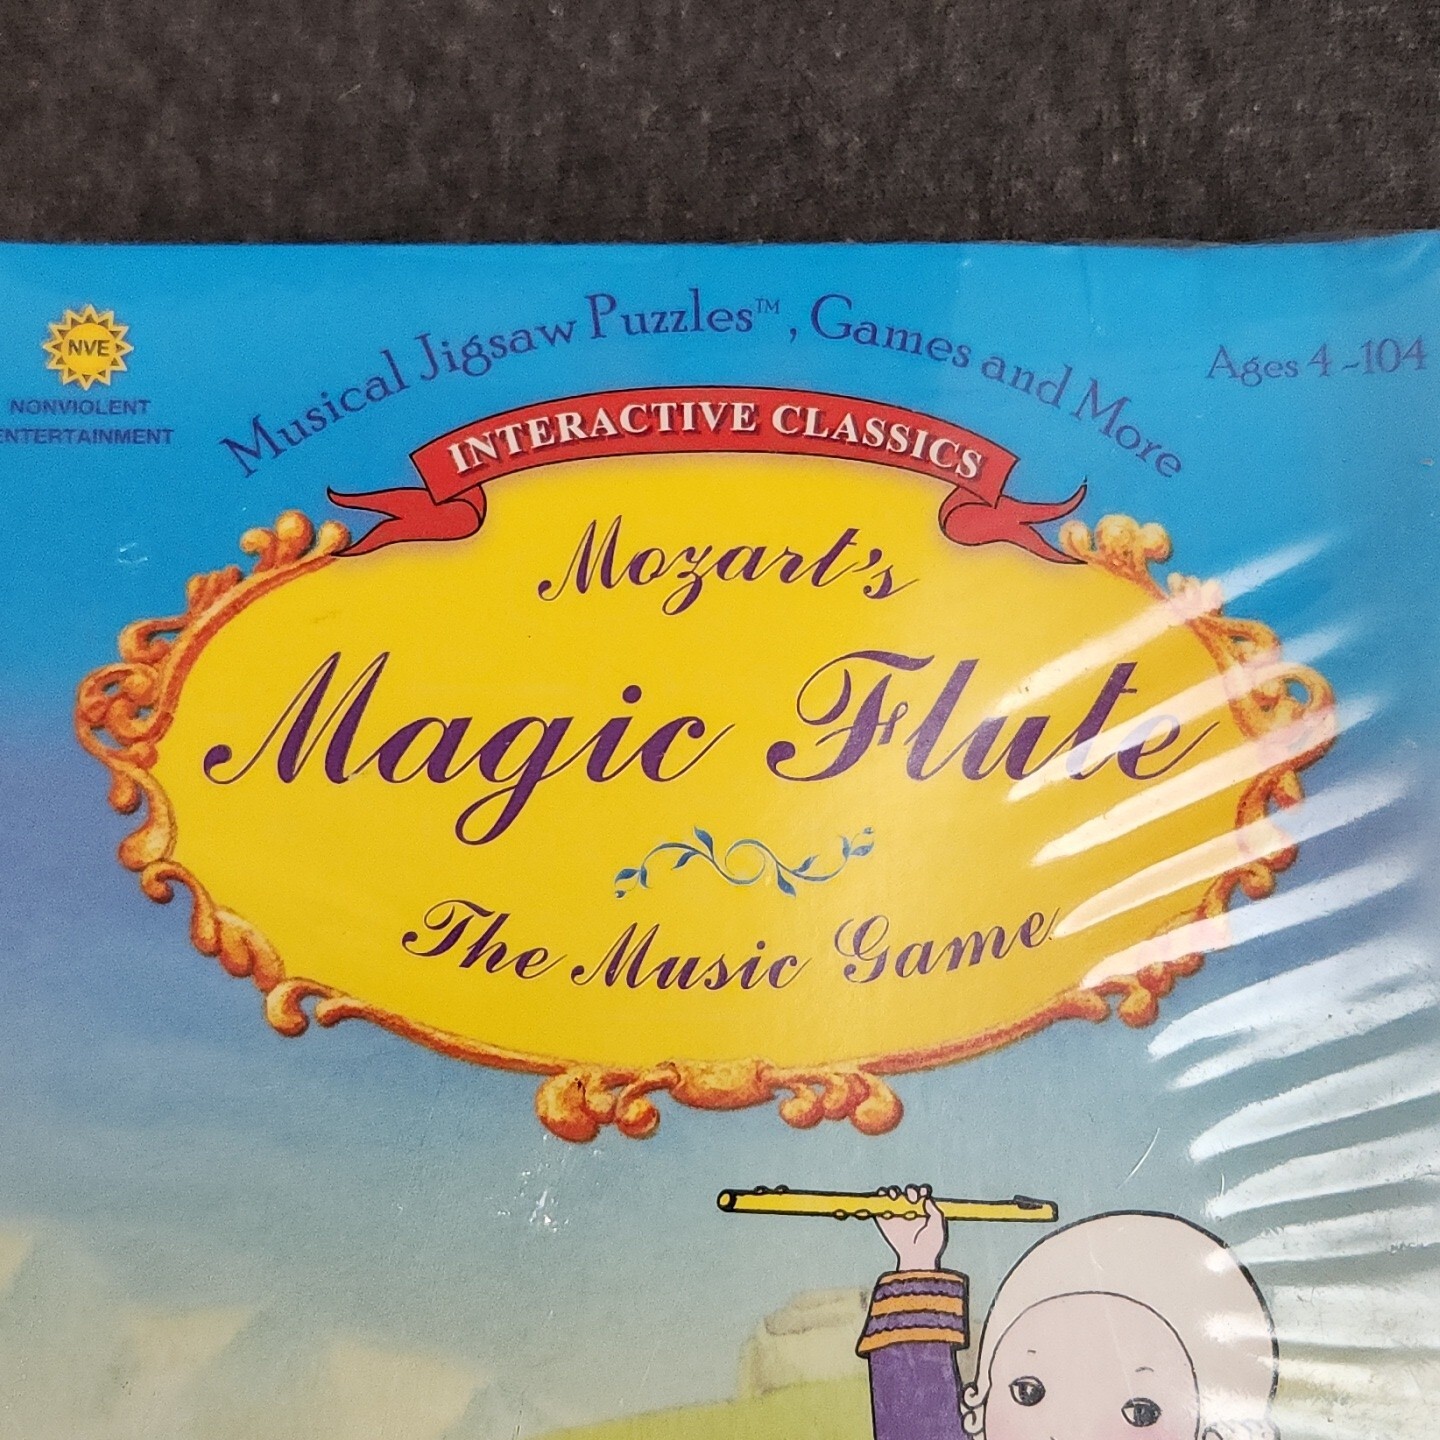 Musical Jigsaw Puzzles™, Games and More
Ages 4-104
NVE
NONVIOLENT
ENTERTAINMENT
INTERACTIVE CLASSICS
Mozart's
Magic Flute
The Music Game